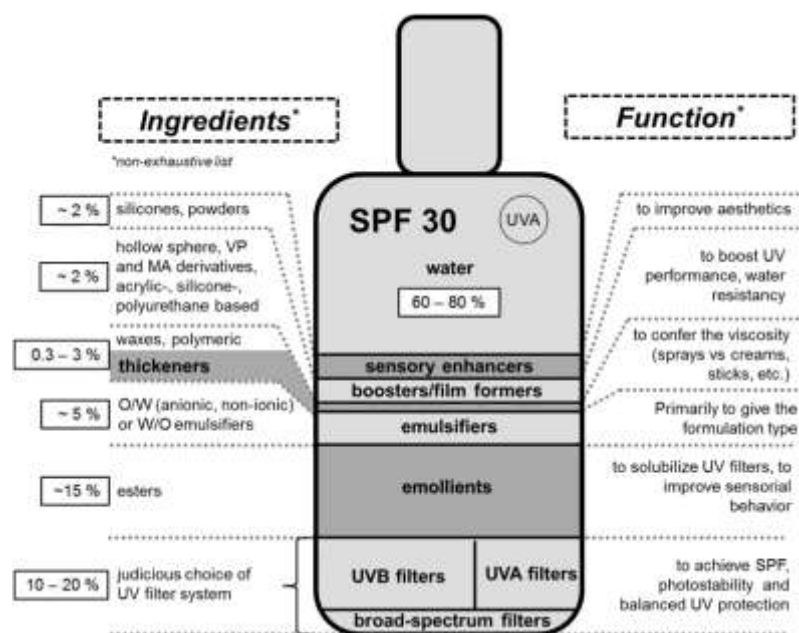 Ingredients*
Function*
*non-exhaustive list
SPF 30
UVA
water
60 – 80 %
~ 2 %
silicones, powders
sensory enhancers
to improve aesthetics
~ 2 %
hollow sphere, VP
and MA derivatives,
acrylic-, silicone-,
polyurethane based
boosters/film formers
to boost UV
performance, water
resistancy
0.3 – 3 %
waxes, polymeric
thickeners
to confer the viscosity
(sprays vs creams,
sticks, etc.)
~ 5 %
O/W (anionic, non-ionic)
or W/O emulsifiers
emulsifiers
Primarily to give the
formulation type
~15 %
esters
emollients
to solubilize UV filters, to
improve sensorial
behavior
10 – 20 %
judicious choice of
UV filter system
UVB filters
UVA filters
broad-spectrum filters
to achieve SPF,
photostability and
balanced UV protection